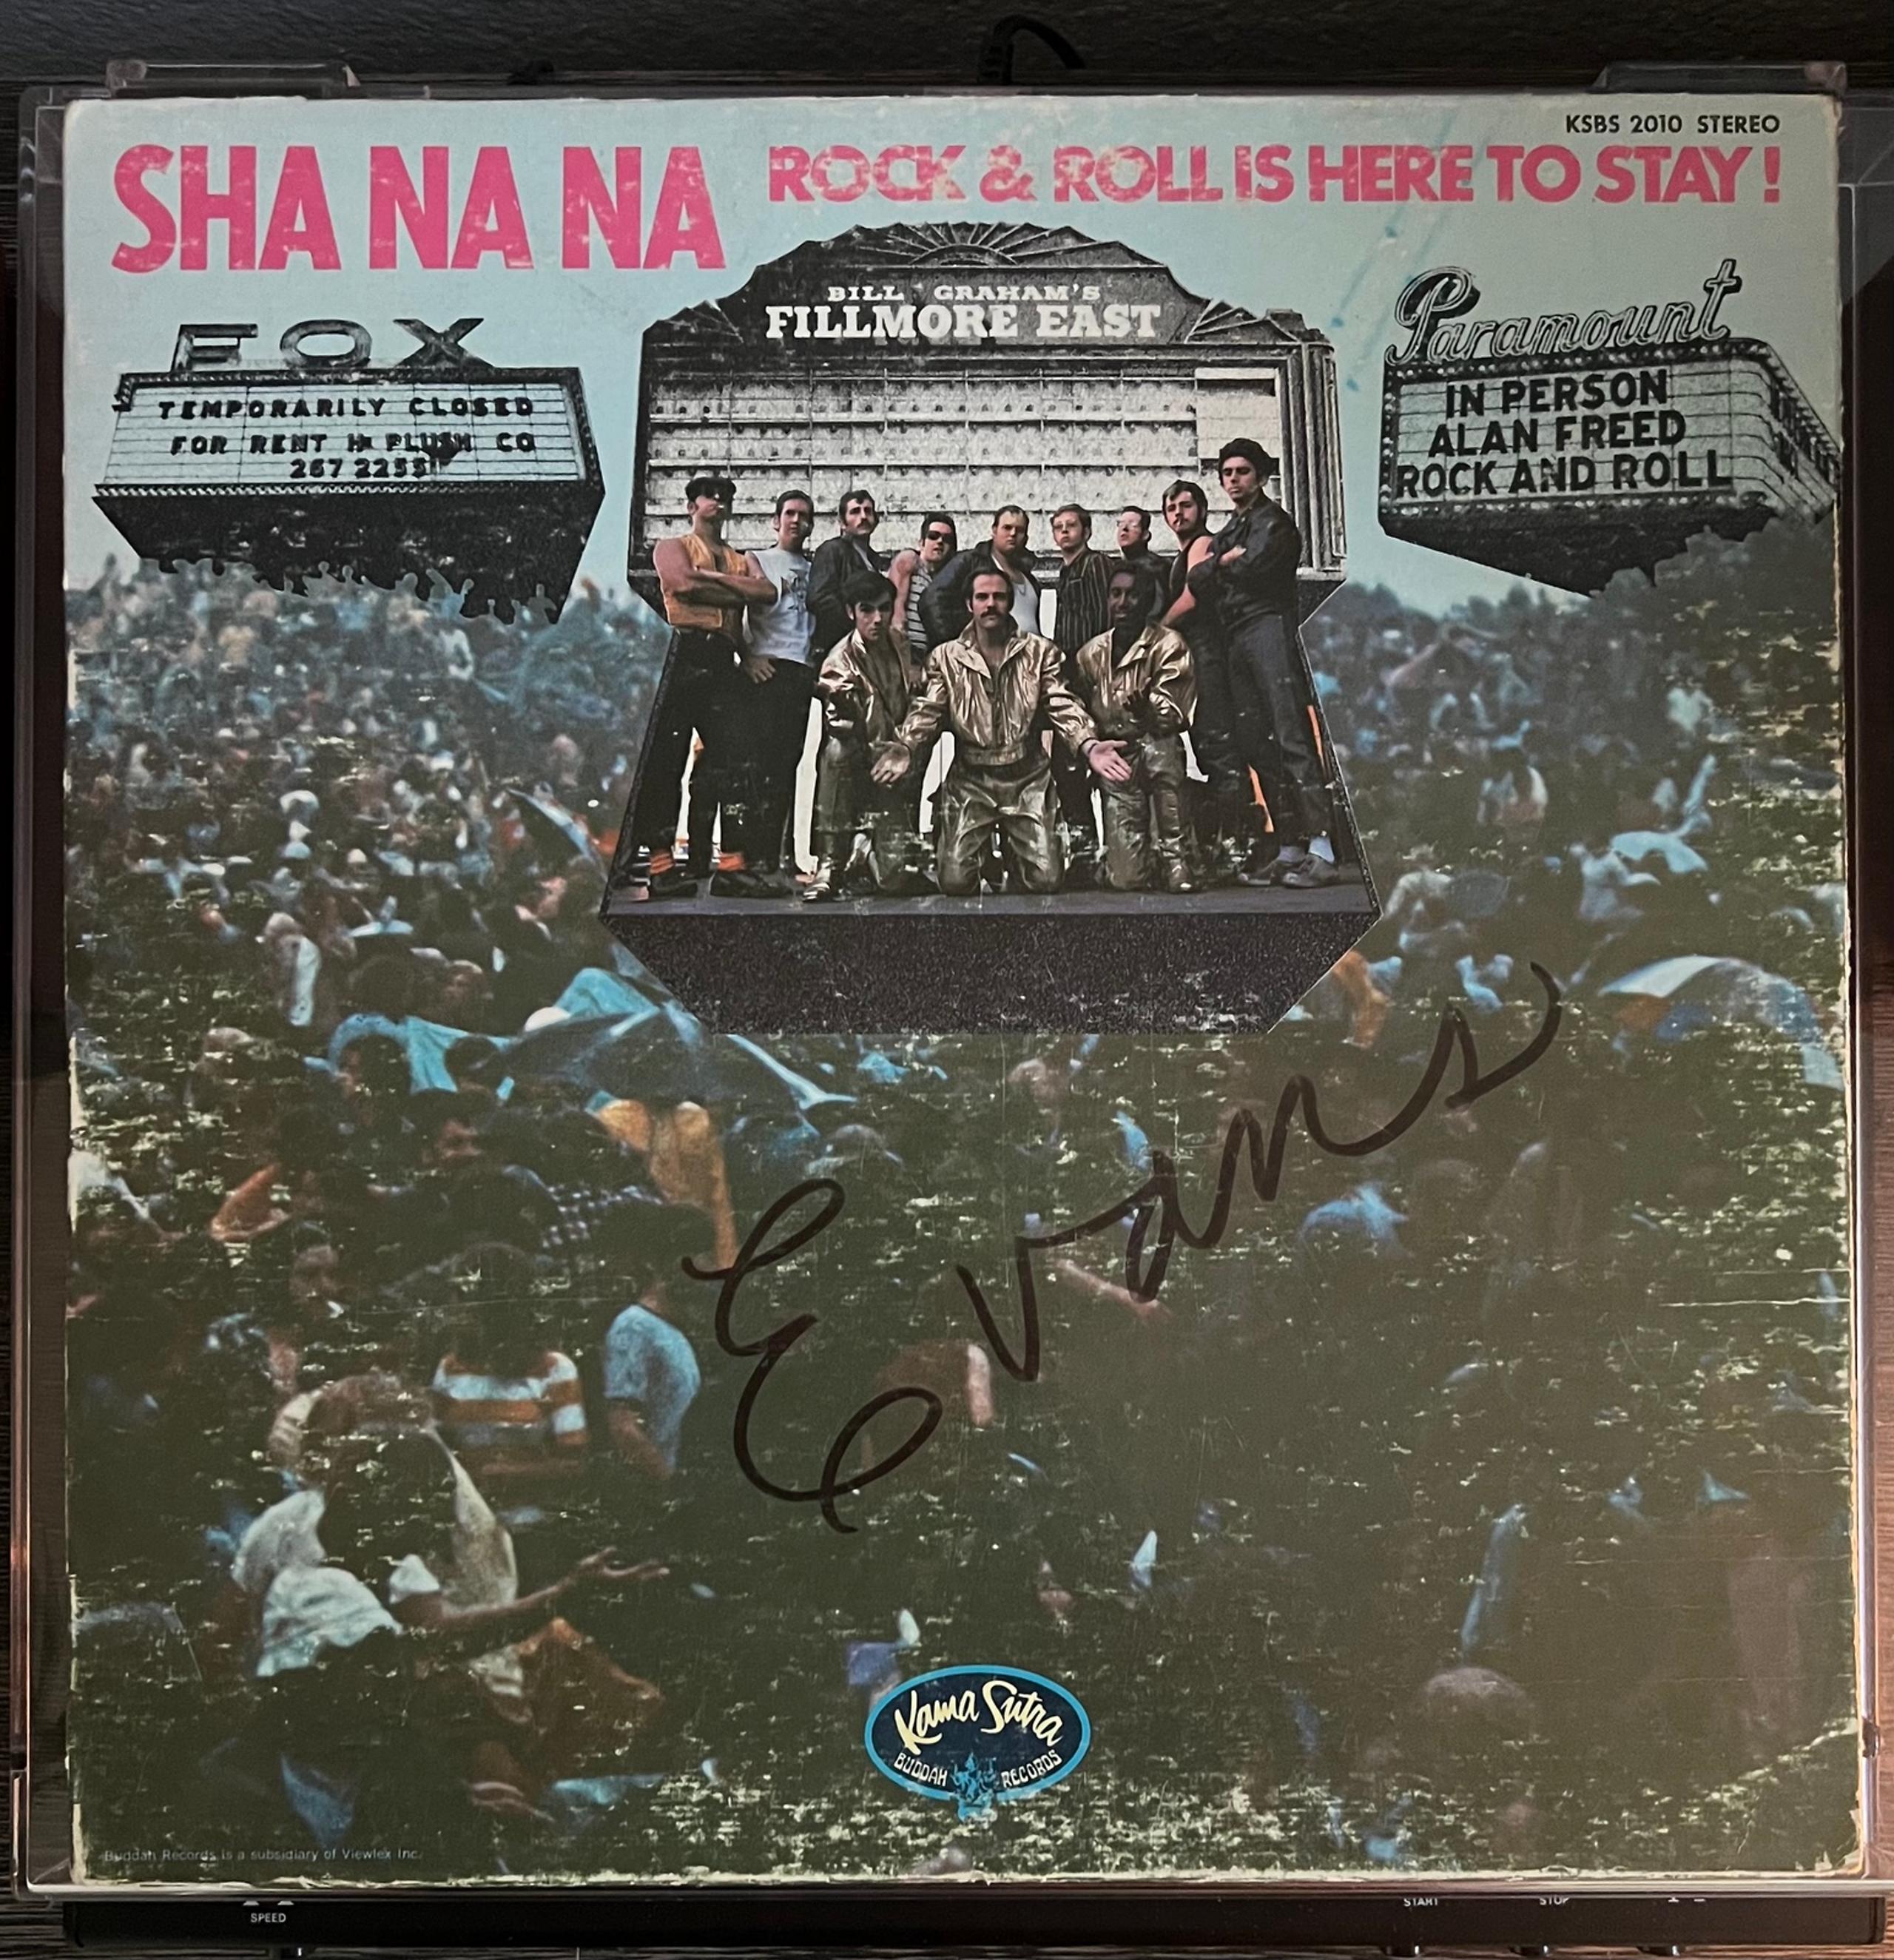 KSBS 2010 STEREO
SHA NA NA ROCK & ROLL IS HERE TO STAY!
BILL GRAHAM'S
FILLMORE EAST
FOX
TEMPORARILY CLOSED
FOR RENT H PLUSH CO
267 2255
Paramount
IN PERSON
ALAN FREED
ROCK AND ROLL
Evans
Kama Sutra
BUDDAH RECORDS
Buddah Records is a subsidiary of Viewlex Inc.
SPEED
START
STOP